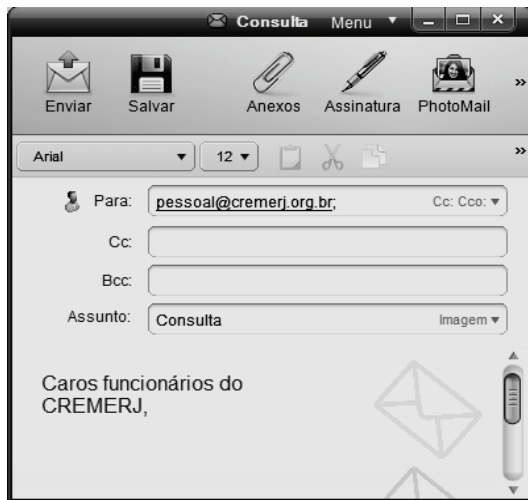 Consulta Menu
Enviar Salvar Anexos Assinatura PhotoMail »
Arial 12 »
Para: pessoal@cremerj.org.br; Cc: Cco:
Cc:
Bcc:
Assunto: Consulta Imagem
Caros funcionários do
CREMERJ,